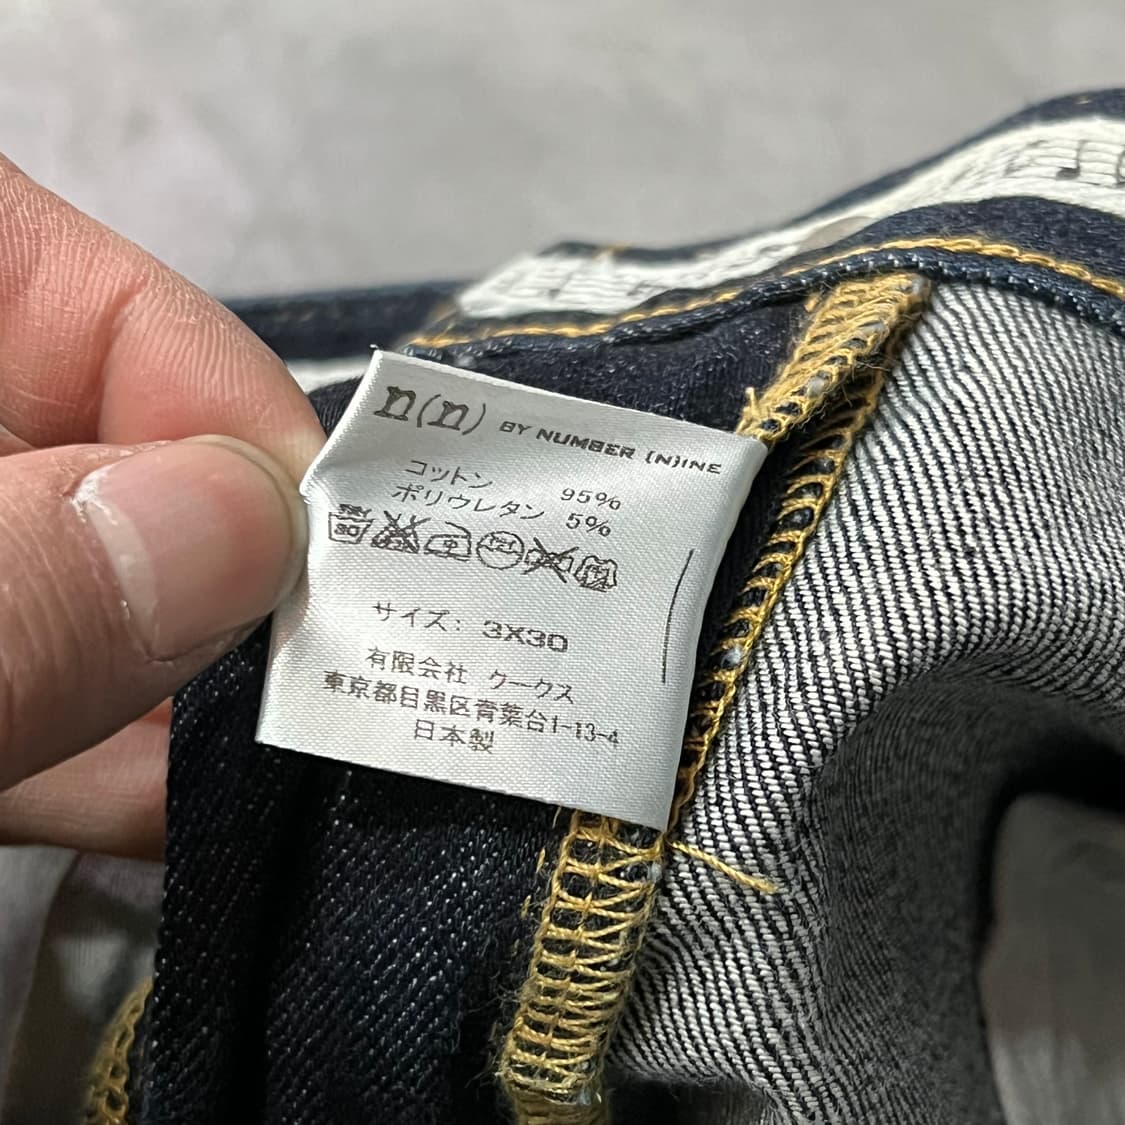 n(n) BY NUMBER (N)INE
コットン 95%
ポリウレタン 5%
サイズ: 3X30
有限会社 クークス
東京都目黒区青葉台1-13-4
日本製